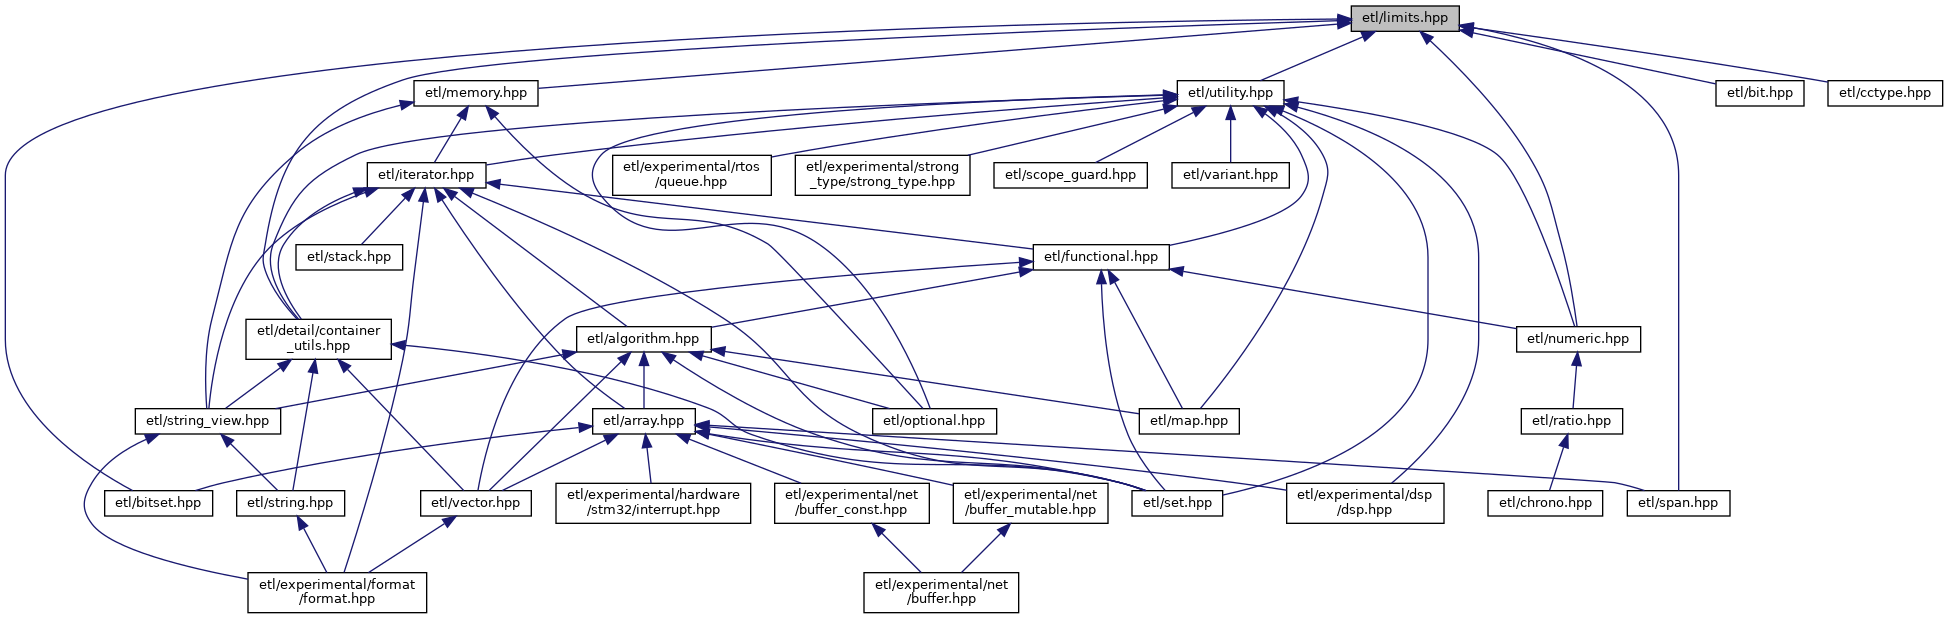 etl/limits.hpp
etl/memory.hpp
etl/utility.hpp
etl/bit.hpp
etl/cctype.hpp
etl/iterator.hpp
etl/experimental/rtos
/queue.hpp
etl/experimental/strong
_type/strong_type.hpp
etl/scope_guard.hpp
etl/variant.hpp
etl/stack.hpp
etl/functional.hpp
etl/detail/container
_utils.hpp
etl/algorithm.hpp
etl/numeric.hpp
etl/string_view.hpp
etl/array.hpp
etl/optional.hpp
etl/map.hpp
etl/ratio.hpp
etl/bitset.hpp
etl/string.hpp
etl/vector.hpp
etl/experimental/hardware
/stm32/interrupt.hpp
etl/experimental/net
/buffer_const.hpp
etl/experimental/net
/buffer_mutable.hpp
etl/set.hpp
etl/experimental/dsp
/dsp.hpp
etl/chrono.hpp
etl/span.hpp
etl/experimental/format
/format.hpp
etl/experimental/net
/buffer.hpp